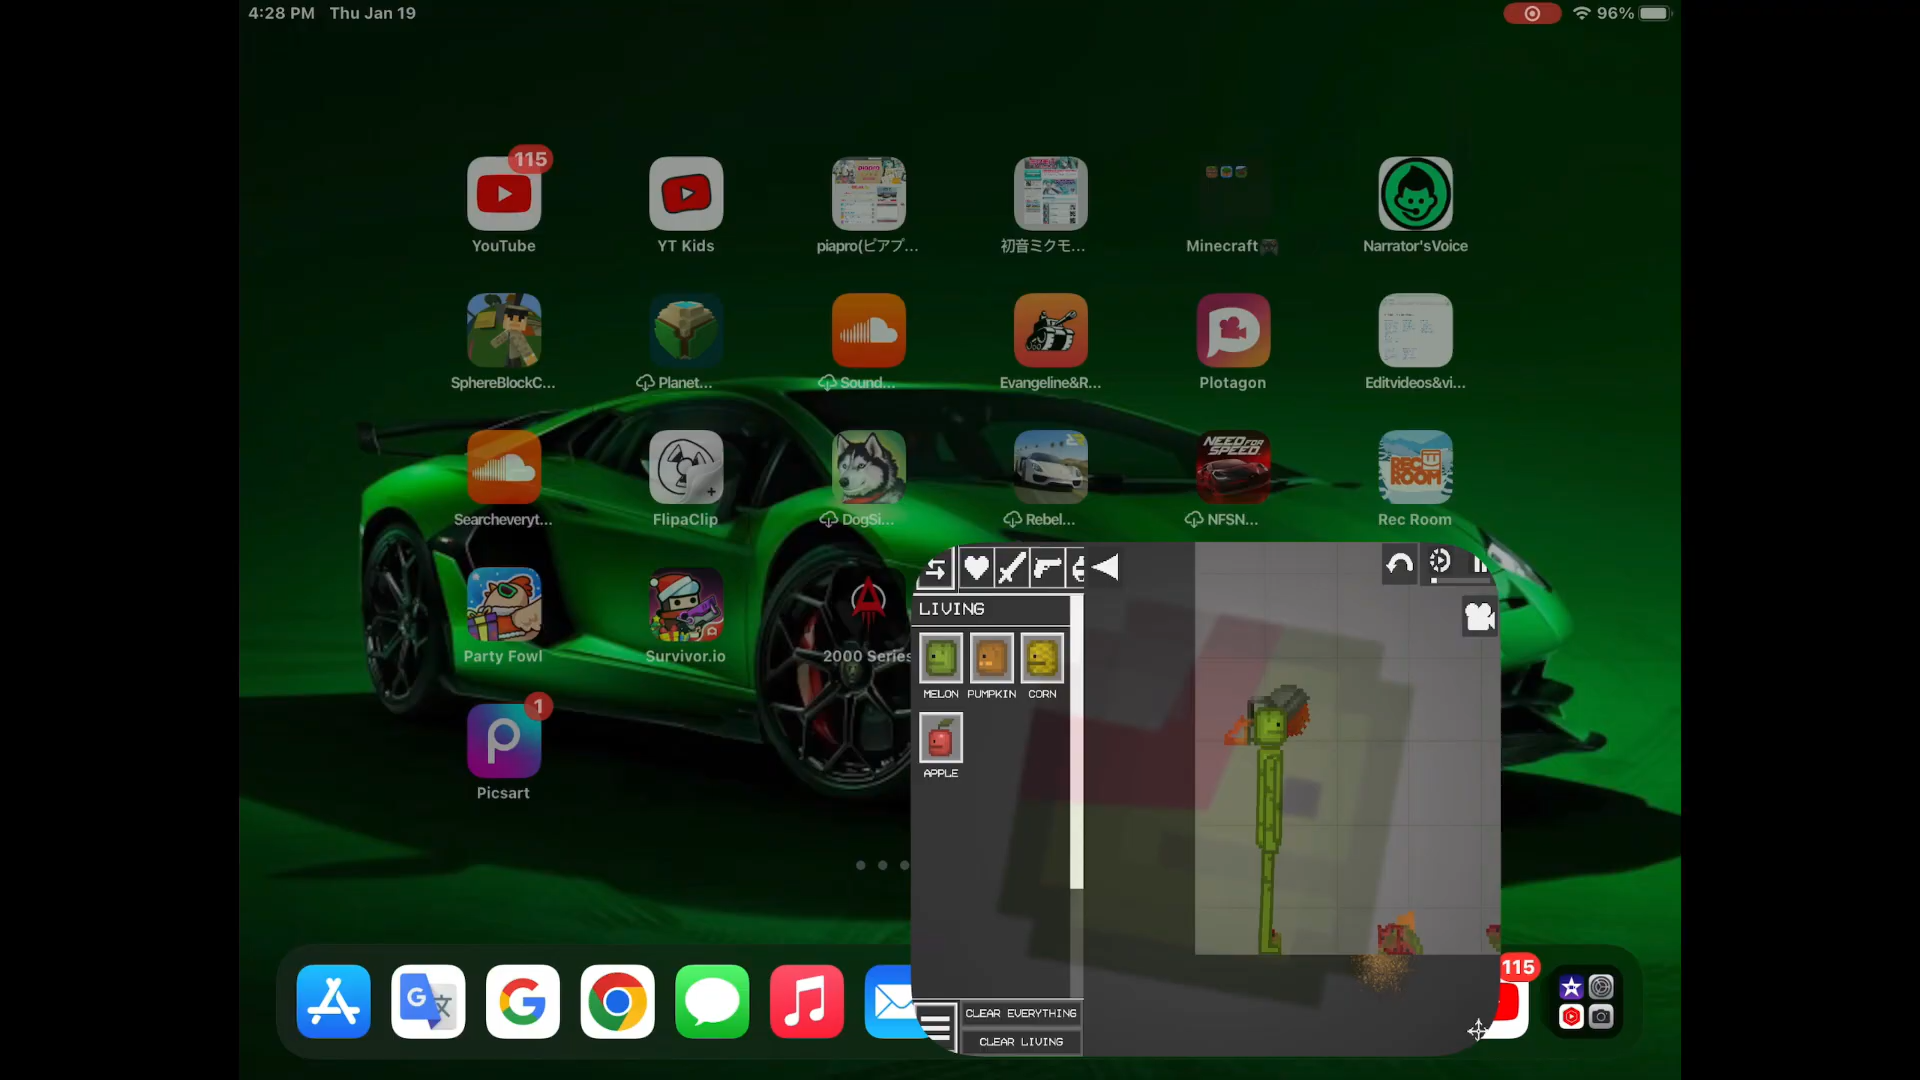 4:28 PM Thu Jan 19
96%
115
YouTube
YT Kids
piapro(ピアプ...
初音ミクモ...
Minecraft🎮
Narrator'sVoice
SphereBlockC...
Planet...
Sound...
Evangeline&R...
Plotagon
Editvideos&vi...
NEED FOR
SPEED
REC
ROOM
Searcheveryt...
FlipaClip
DogSi...
Rebel...
NFSN...
Rec Room
Party Fowl
Survivor.io
2000 Series
1
Picsart
LIVING
MELON
PUMPKIN
CORN
APPLE
CLEAR EVERYTHING
CLEAR LIVING
115